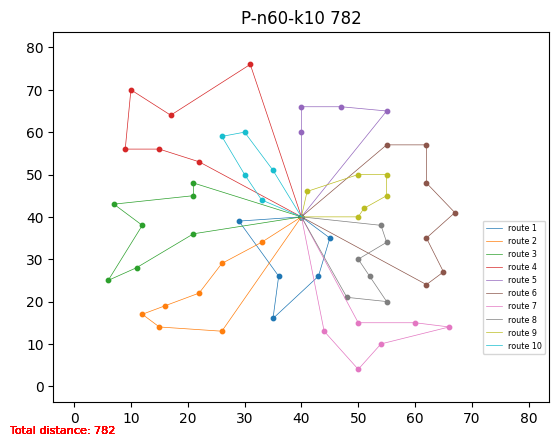 P-n60-k10 782
80
70
60
50
40
30
20
10
0
0 10 20 30 40 50 60 70 80
route 1
route 2
route 3
route 4
route 5
route 6
route 7
route 8
route 9
route 10
Total distance: 782